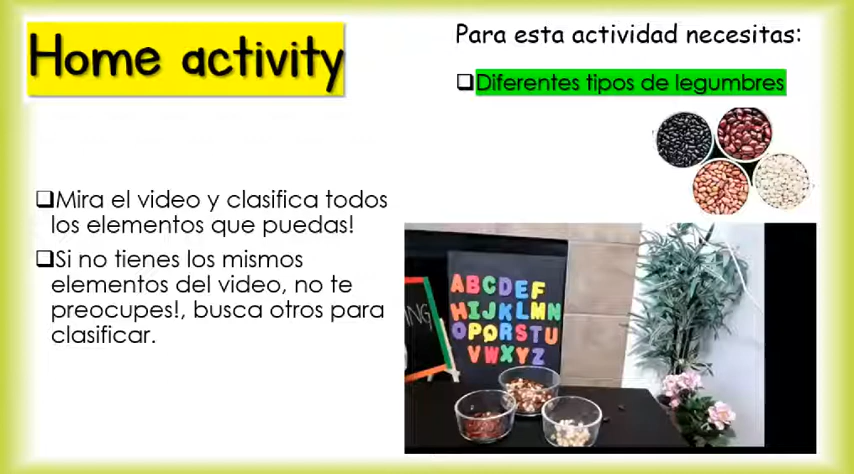 Home activity
Para esta actividad necesitas:
Diferentes tipos de legumbres
Mira el video y clasifica todos
los elementos que puedas!
Si no tienes los mismos
elementos del video, no te
preocupes!, busca otros para
clasificar.
ING
ABCDEF
HIJKLMN
OPQRSTU
VWXYZ